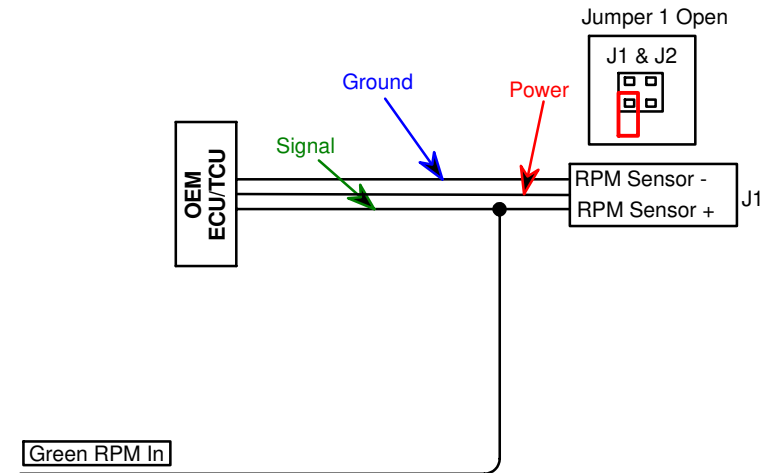 Jumper 1 Open
J1 & J2
Ground
Power
Signal
OEM
ECU/TCU
RPM Sensor -
RPM Sensor +
J1
Green RPM In